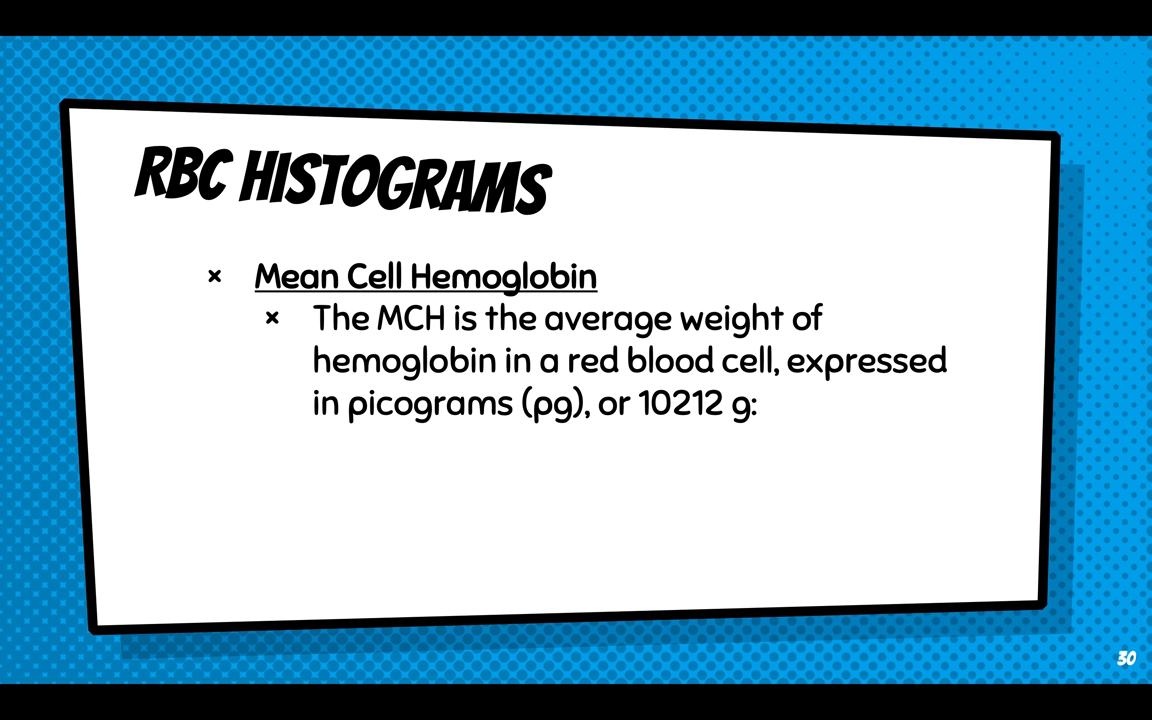 RBC HISTOGRAMS
× Mean Cell Hemoglobin
× The MCH is the average weight of
hemoglobin in a red blood cell, expressed
in picograms (pg), or 10212 g:
30